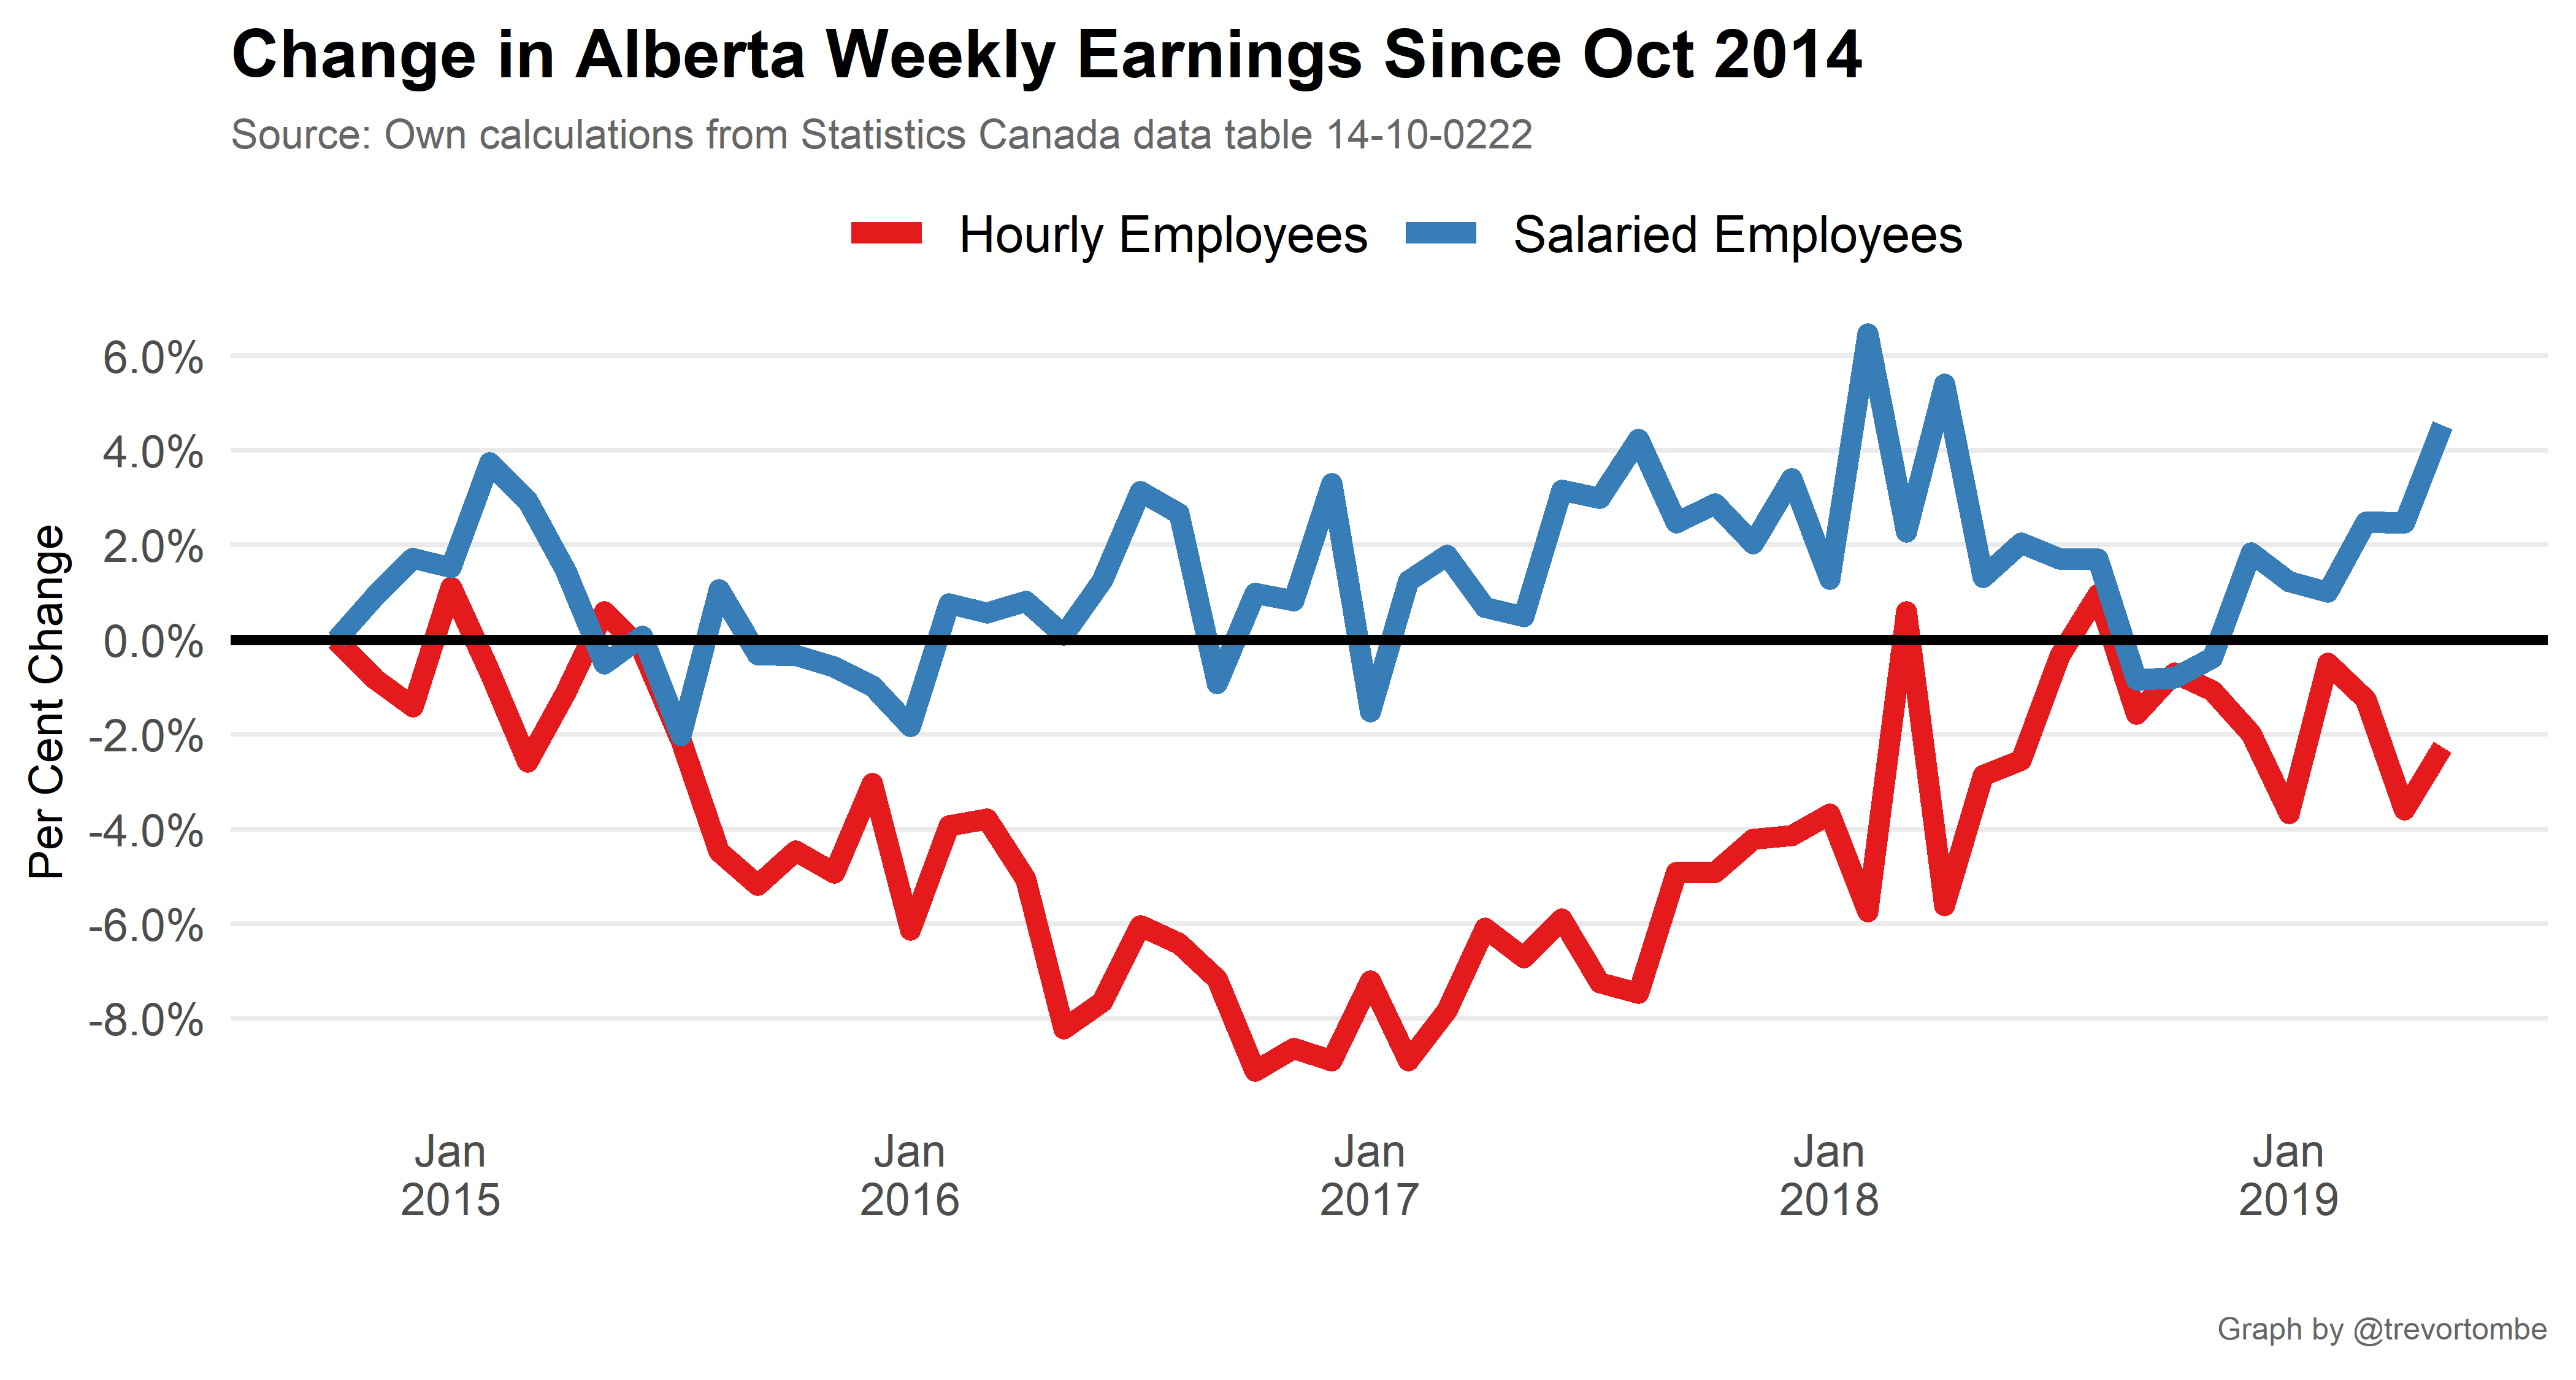 Change in Alberta Weekly Earnings Since Oct 2014
Source: Own calculations from Statistics Canada data table 14-10-0222
Hourly Employees
Salaried Employees
Per Cent Change
6.0%
4.0%
2.0%
0.0%
-2.0%
-4.0%
-6.0%
-8.0%
Jan
2015
Jan
2016
Jan
2017
Jan
2018
Jan
2019
Graph by @trevortombe